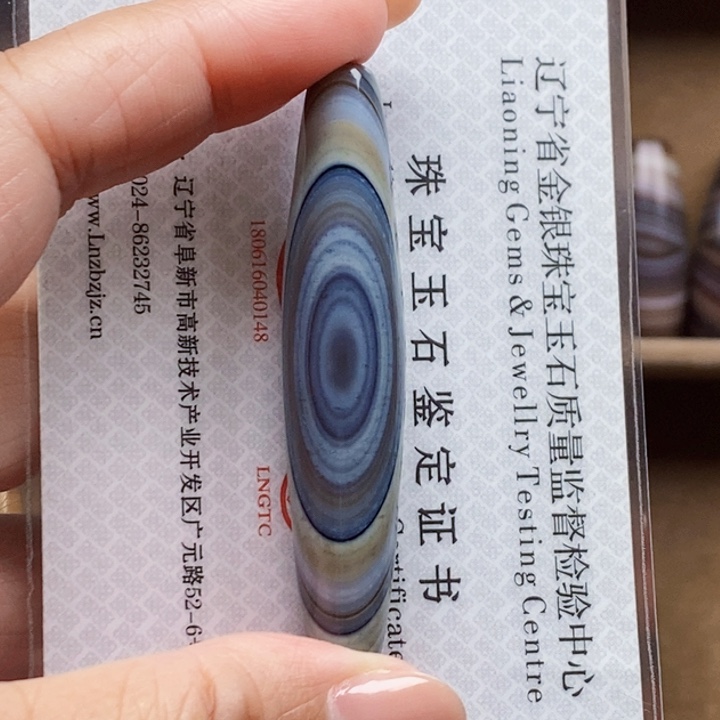 辽宁省金银珠宝玉石质量监督检验中心
Liaoning Gems & Jewellry Testing Centre
珠宝玉石鉴定证书
Certificate
180616040148
LNGTC
辽宁省阜新市高新技术产业开发区广元路52-6
024-86232745
www.Lnzbzjz.cn